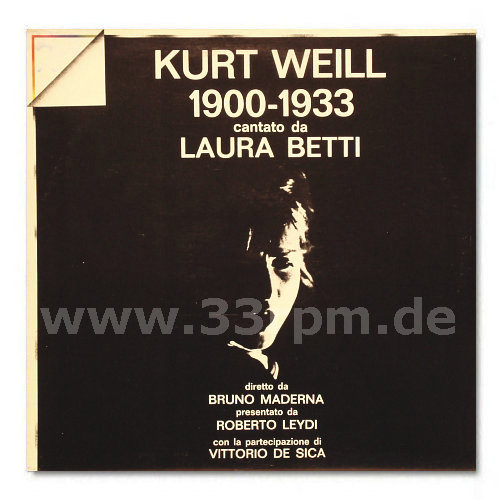 KURT WEILL
1900-1933
cantato da
LAURA BETTI
www.33rpm.de
diretto da
BRUNO MADERNA
presentato da
ROBERTO LEYDI
con la partecipazione di
VITTORIO DE SICA